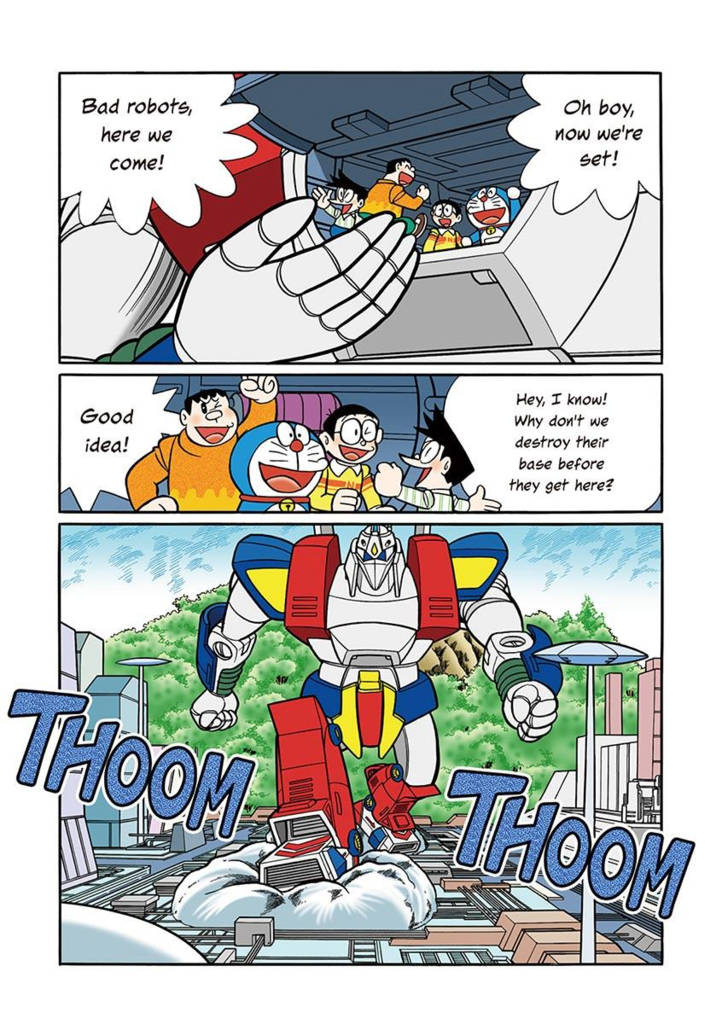 Oh boy,
now we're
set!
Bad robots,
here we
come!
Hey, I know!
Why don't we
destroy their
base before
they get here?
Good
idea!
THOOM
THOOM